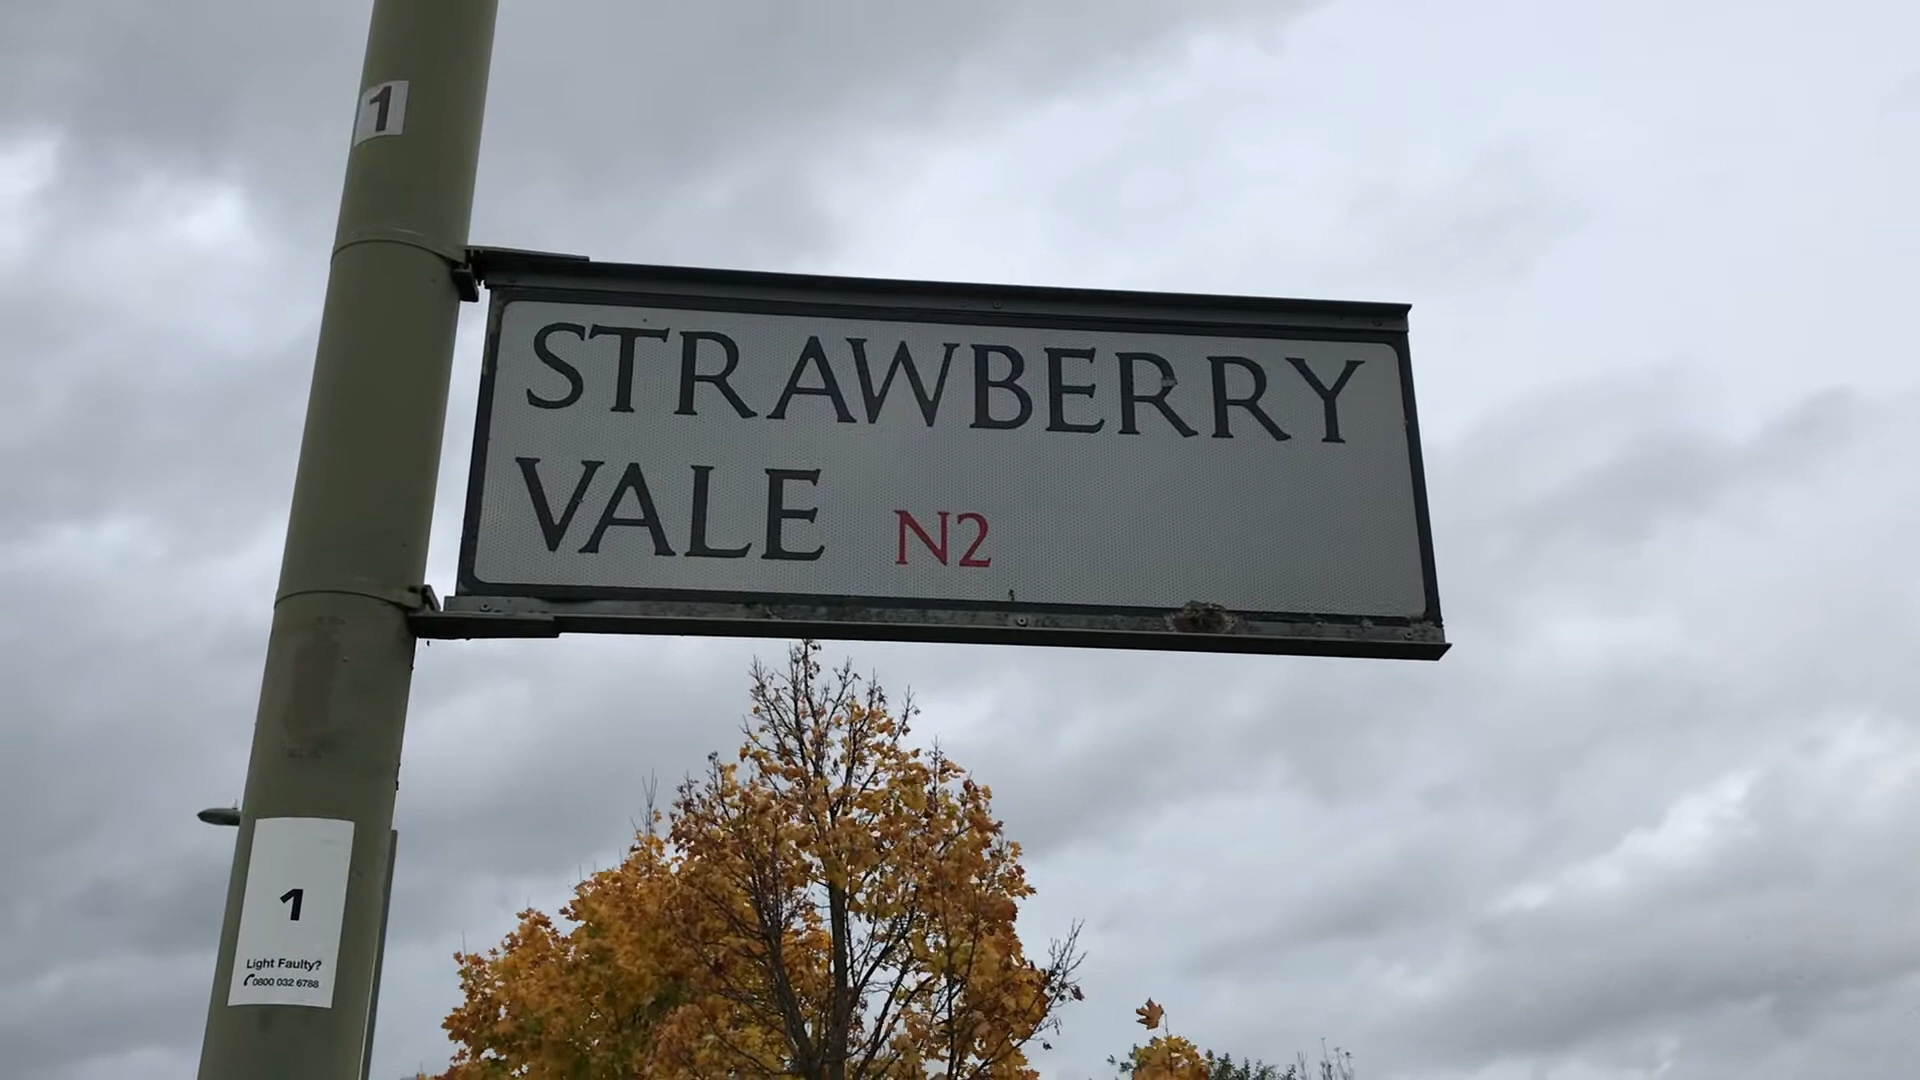 1
STRAWBERRY
VALE N2
1
Light Faulty?
0800 032 6788